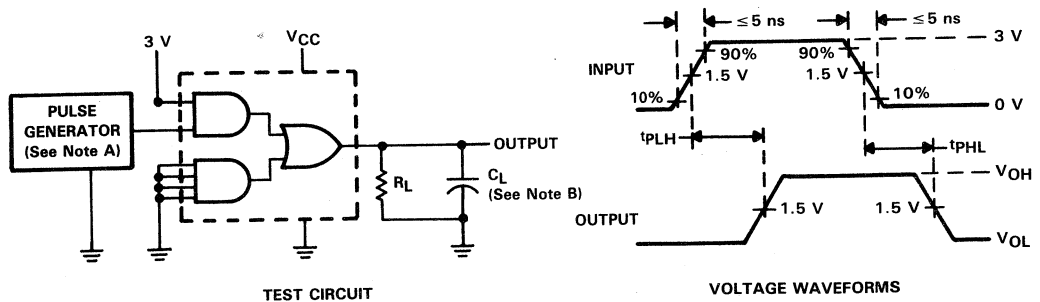 3 V
VCC
PULSE
GENERATOR
(See Note A)
OUTPUT
RL
CL
(See Note B)
TEST CIRCUIT
≤5 ns
≤5 ns
3 V
90%
90%
INPUT
1.5 V
1.5 V
10%
10%
0 V
tPLH
tPHL
VOH
OUTPUT
1.5 V
1.5 V
VOL
VOLTAGE WAVEFORMS